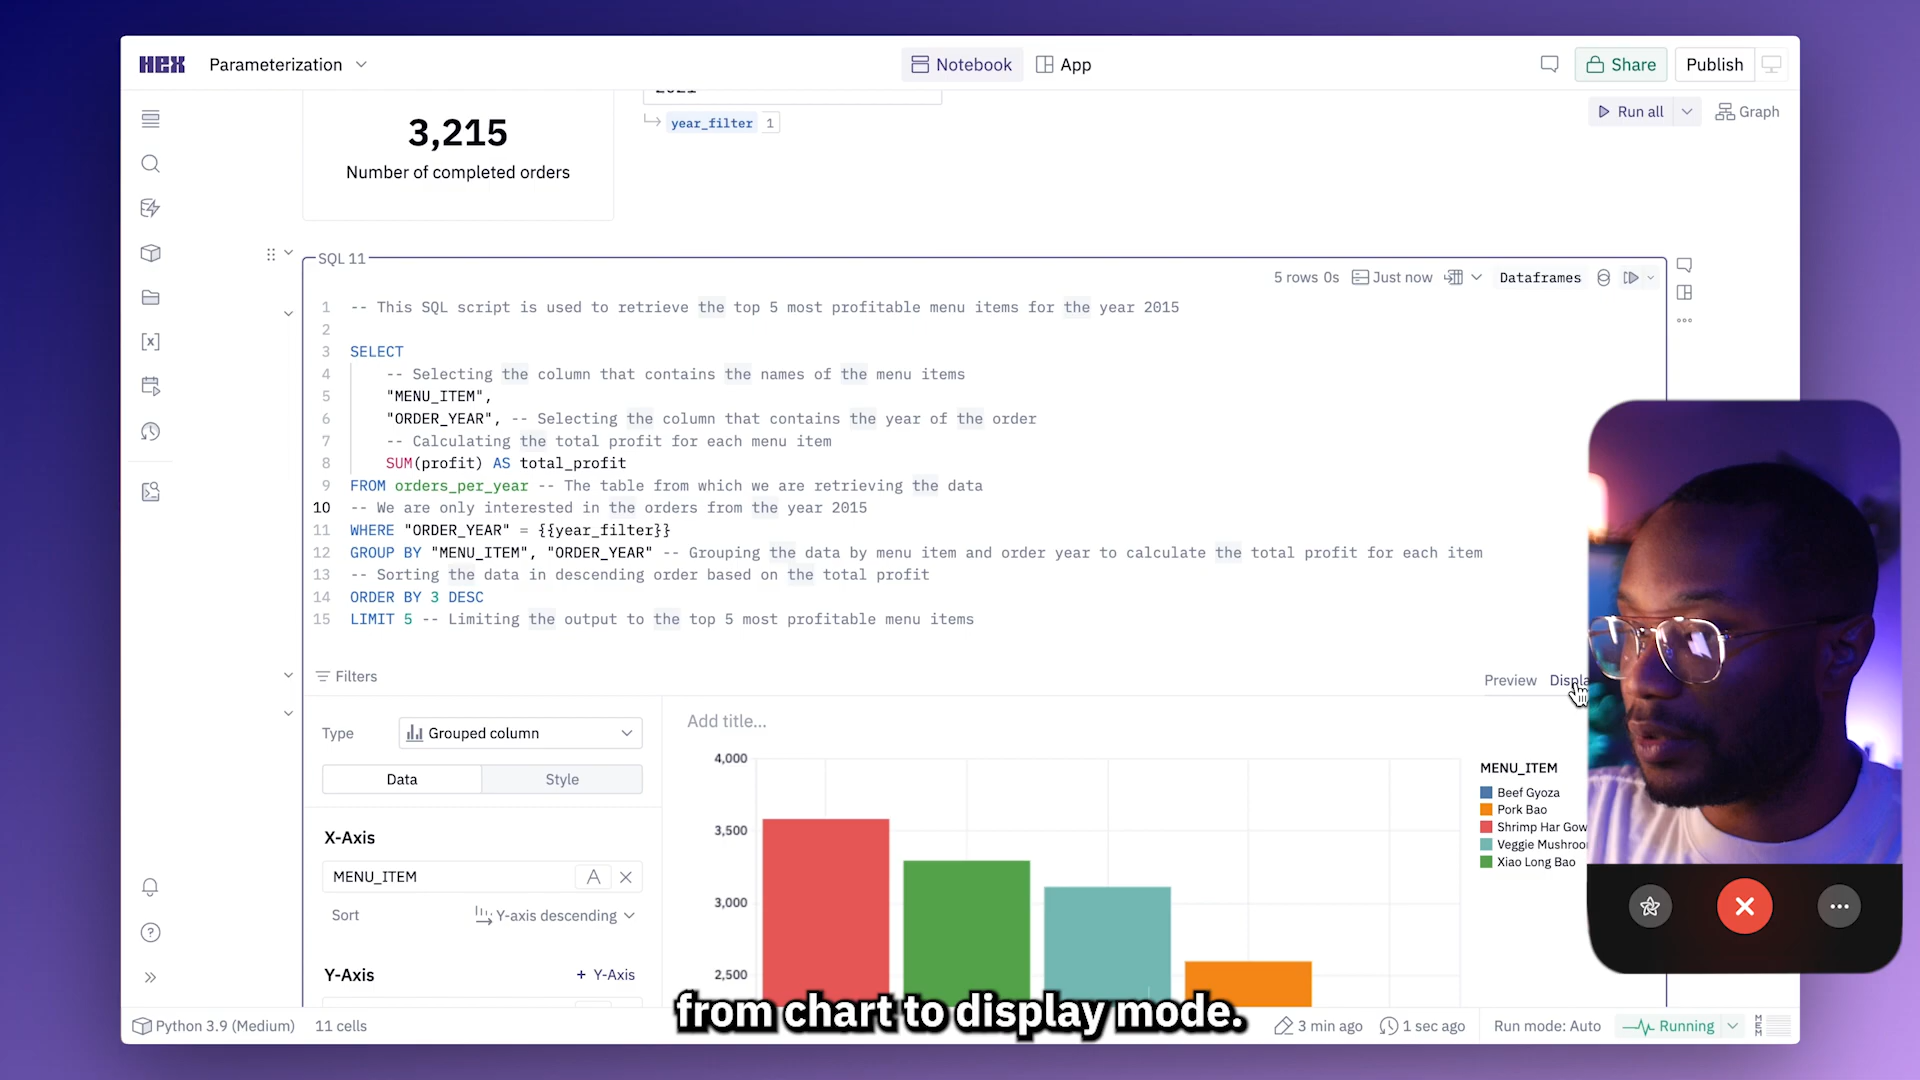 HEX Parameterization Notebook App Share Publish
2021
year_filter 1
Run all Graph
3,215
Number of completed orders
SQL 11
5 rows 0s Just now Dataframes
1 -- This SQL script is used to retrieve the top 5 most profitable menu items for the year 2015
2
3 SELECT
4 -- Selecting the column that contains the names of the menu items
5 "MENU_ITEM",
6 "ORDER_YEAR", -- Selecting the column that contains the year of the order
7 -- Calculating the total profit for each menu item
8 SUM(profit) AS total_profit
9 FROM orders_per_year -- The table from which we are retrieving the data
10 -- We are only interested in the orders from the year 2015
11 WHERE "ORDER_YEAR" = {{year_filter}}
12 GROUP BY "MENU_ITEM", "ORDER_YEAR" -- Grouping the data by menu item and order year to calculate the total profit for each item
13 -- Sorting the data in descending order based on the total profit
14 ORDER BY 3 DESC
15 LIMIT 5 -- Limiting the output to the top 5 most profitable menu items
Filters
Preview Displa
Type Grouped column
Data Style
X-Axis
MENU_ITEM
Sort Y-axis descending
Y-Axis + Y-Axis
Add title...
4,000
3,500
3,000
2,500
MENU_ITEM
Beef Gyoza
Pork Bao
Shrimp Har Gow
Veggie Mushroo
Xiao Long Bao
from chart to display mode.
Python 3.9 (Medium) 11 cells 3 min ago 1 sec ago Run mode: Auto Running MEM